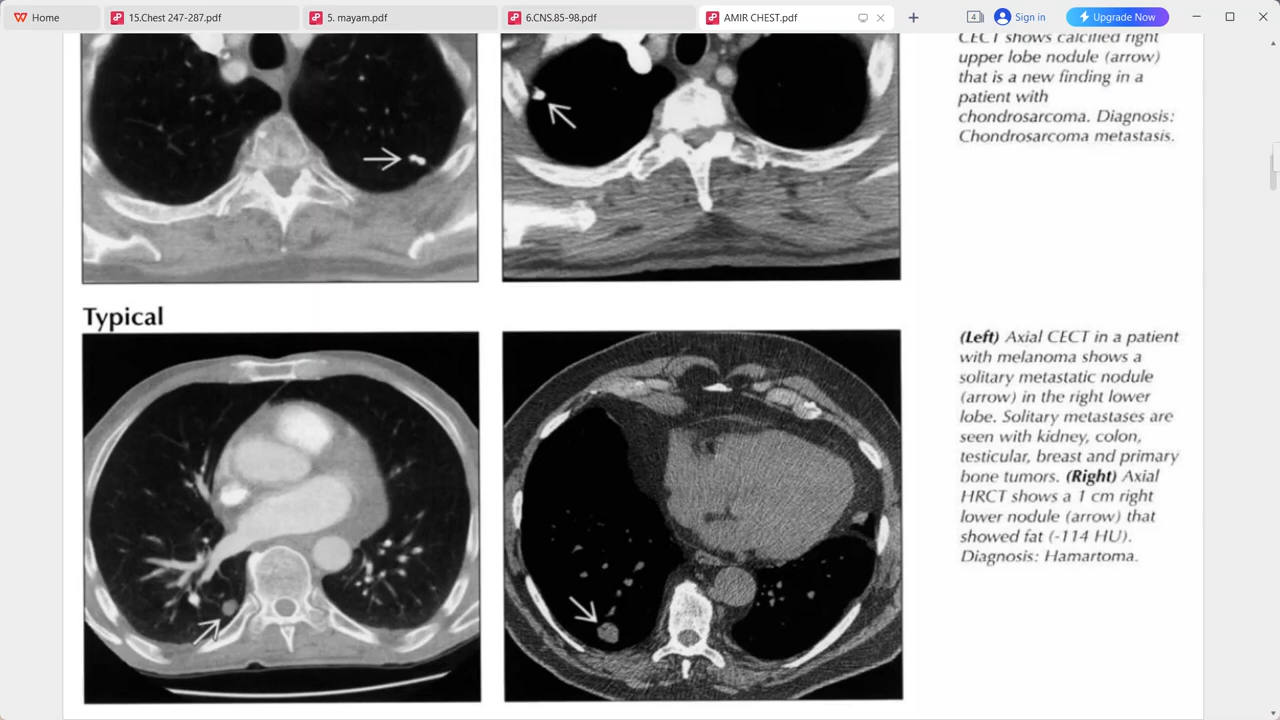 Home
15.Chest 247-287.pdf
5. mayam.pdf
6.CNS.85-98.pdf
AMIR CHEST.pdf
4
Sign in
Upgrade Now
CECT shows calcified right
upper lobe nodule (arrow)
that is a new finding in a
patient with
chondrosarcoma. Diagnosis:
Chondrosarcoma metastasis.
Typical
(Left) Axial CECT in a patient
with melanoma shows a
solitary metastatic nodule
(arrow) in the right lower
lobe. Solitary metastases are
seen with kidney, colon,
testicular, breast and primary
bone tumors. (Right) Axial
HRCT shows a 1 cm right
lower nodule (arrow) that
showed fat (-114 HU).
Diagnosis: Hamartoma.